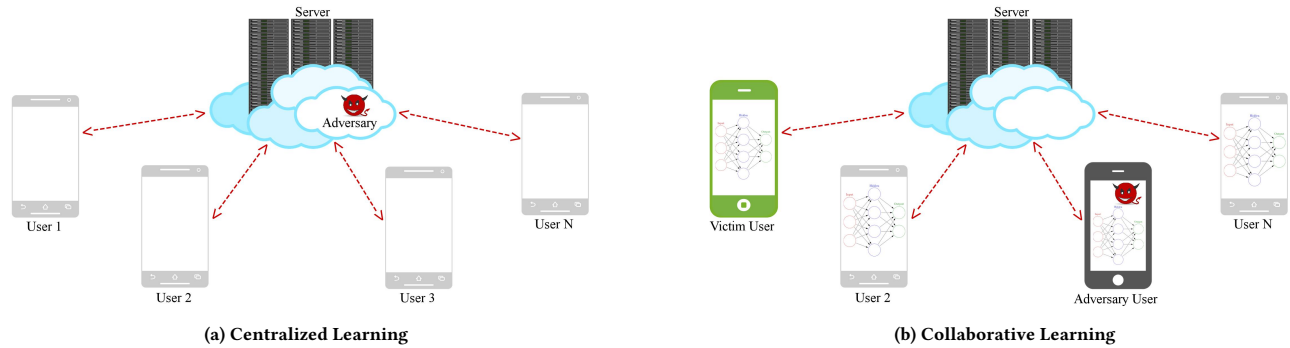 Server
Adversary
User 1
User 2
User 3
User N
(a) Centralized Learning
Server
Victim User
User 2
Adversary User
User N
(b) Collaborative Learning